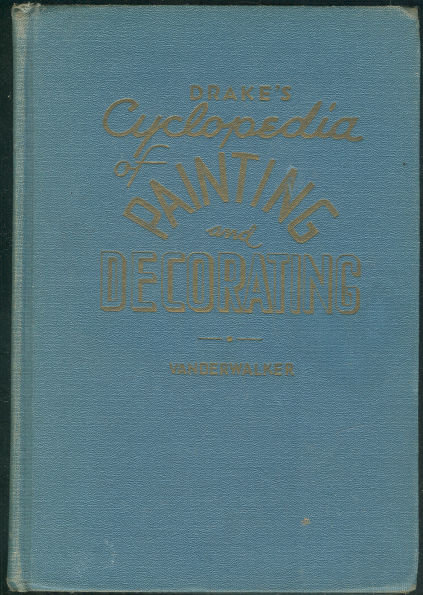 DRAKE'S
Cyclopedia
of
PAINTING
and
DECORATING
VANDERWALKER